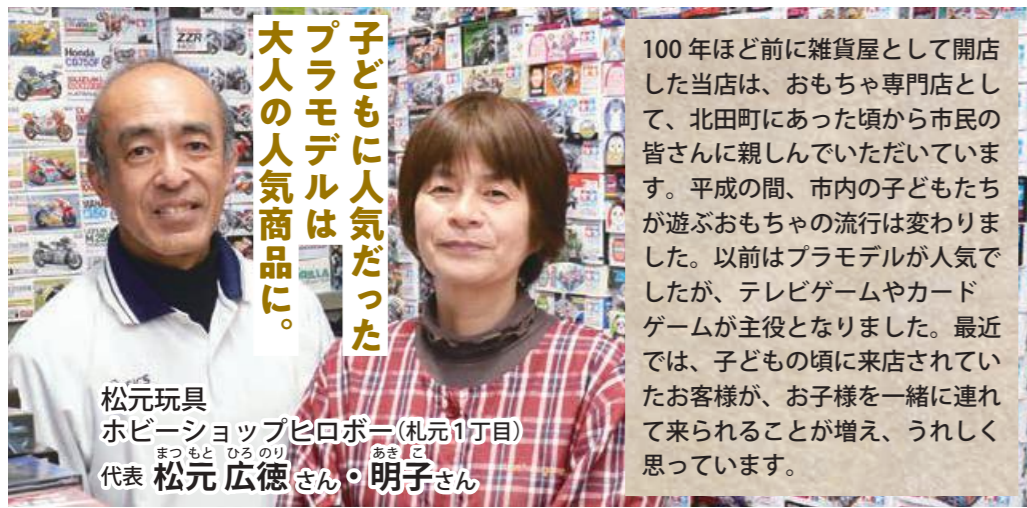 子どもに人気だった
プラモデルは
大人の人気商品に。
100年ほど前に雑貨屋として開店
した当店は、おもちゃ専門店とし
て、北田町にあった頃から市民の
皆さんに親しんでいただいていま
す。平成の間、市内の子どもたち
が遊ぶおもちゃの流行は変わりま
した。以前はプラモデルが人気で
したが、テレビゲームやカード
ゲームが主役となりました。最近
では、子どもの頃に来店されてい
たお客様が、お子様を一緒に連れ
て来られることが増え、うれしく
思っています。
松元玩具
ホビーショップヒロボー(札元1丁目)
まつもと ひろのり あきこ
代表 松元 広徳さん・明子さん
Honda
CB750F
ZZR